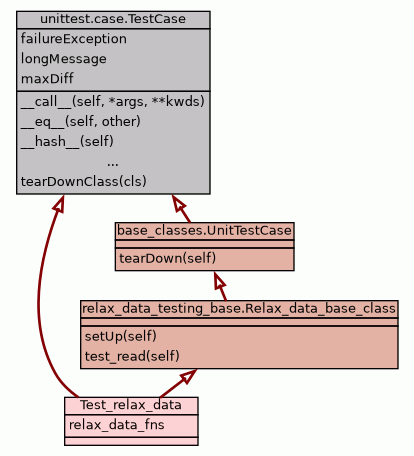 unittest.case.TestCase
failureException
longMessage
maxDiff
__call__(self, *args, **kwds)
__eq__(self, other)
__hash__(self)
...
tearDownClass(cls)
base_classes.UnitTestCase
tearDown(self)
relax_data_testing_base.Relax_data_base_class
setUp(self)
test_read(self)
Test_relax_data
relax_data_fns